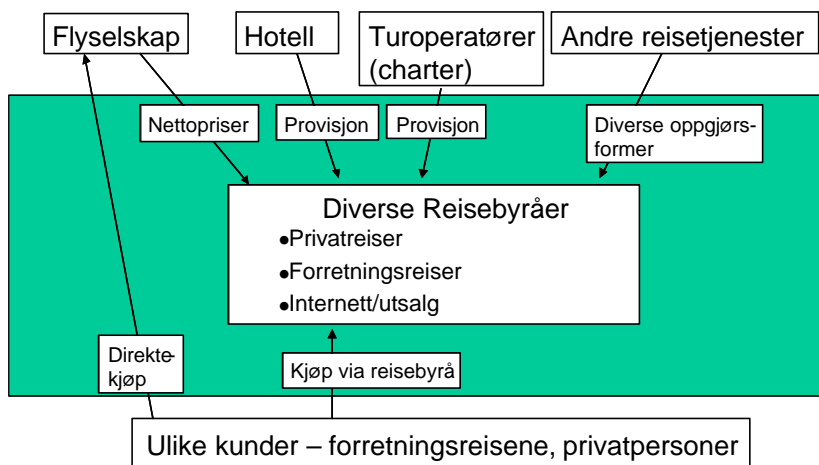 Flyselskap
Hotell
Turoperatører
(charter)
Andre reisetjenester
Nettopriser
Provisjon
Provisjon
Diverse oppgjørs-
former
Diverse Reisebyråer
•Privatreiser
•Forretningsreiser
•Internett/utsalg
Direkte-
kjøp
Kjøp via reisebyrå
Ulike kunder – forretningsreisene, privatpersoner